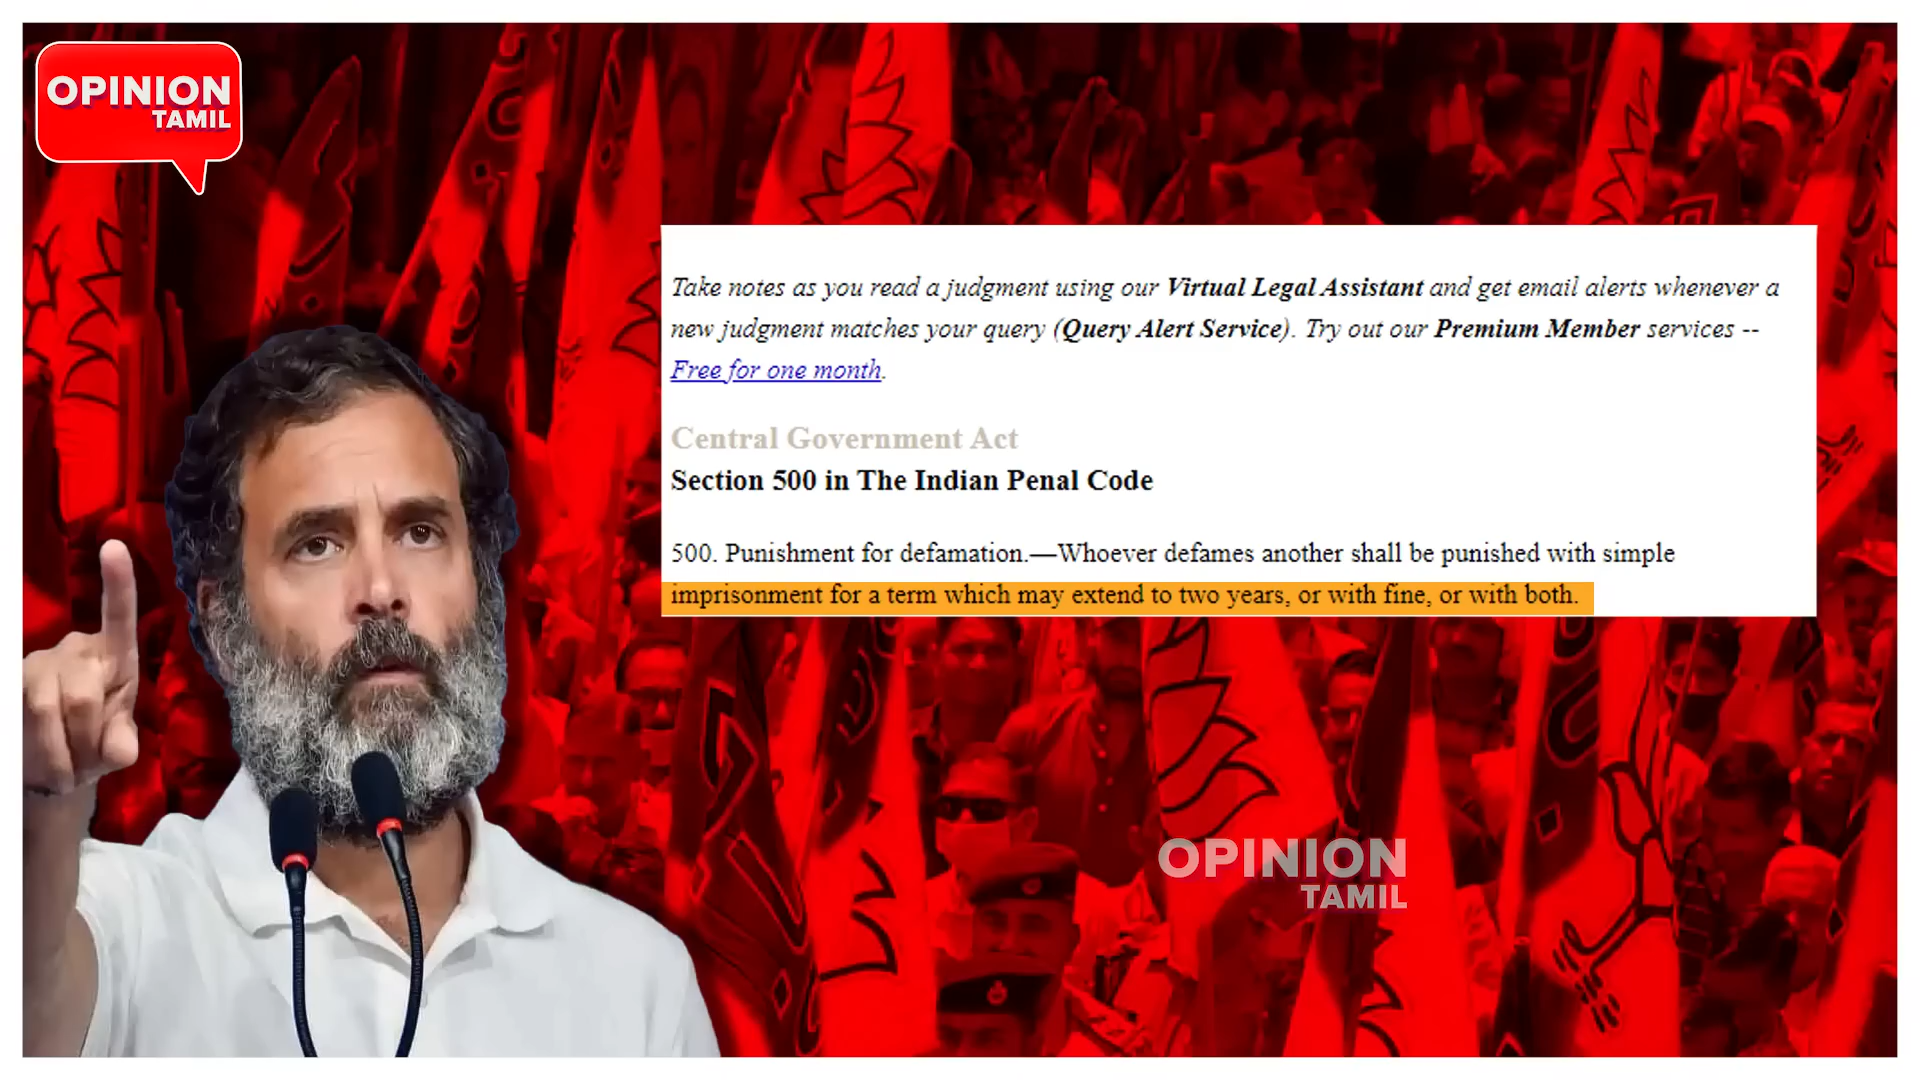 OPINION
TAMIL
Take notes as you read a judgment using our Virtual Legal Assistant and get email alerts whenever a
new judgment matches your query (Query Alert Service). Try out our Premium Member services --
Free for one month.
Central Government Act
Section 500 in The Indian Penal Code
500. Punishment for defamation.—Whoever defames another shall be punished with simple
imprisonment for a term which may extend to two years, or with fine, or with both.
OPINION
TAMIL